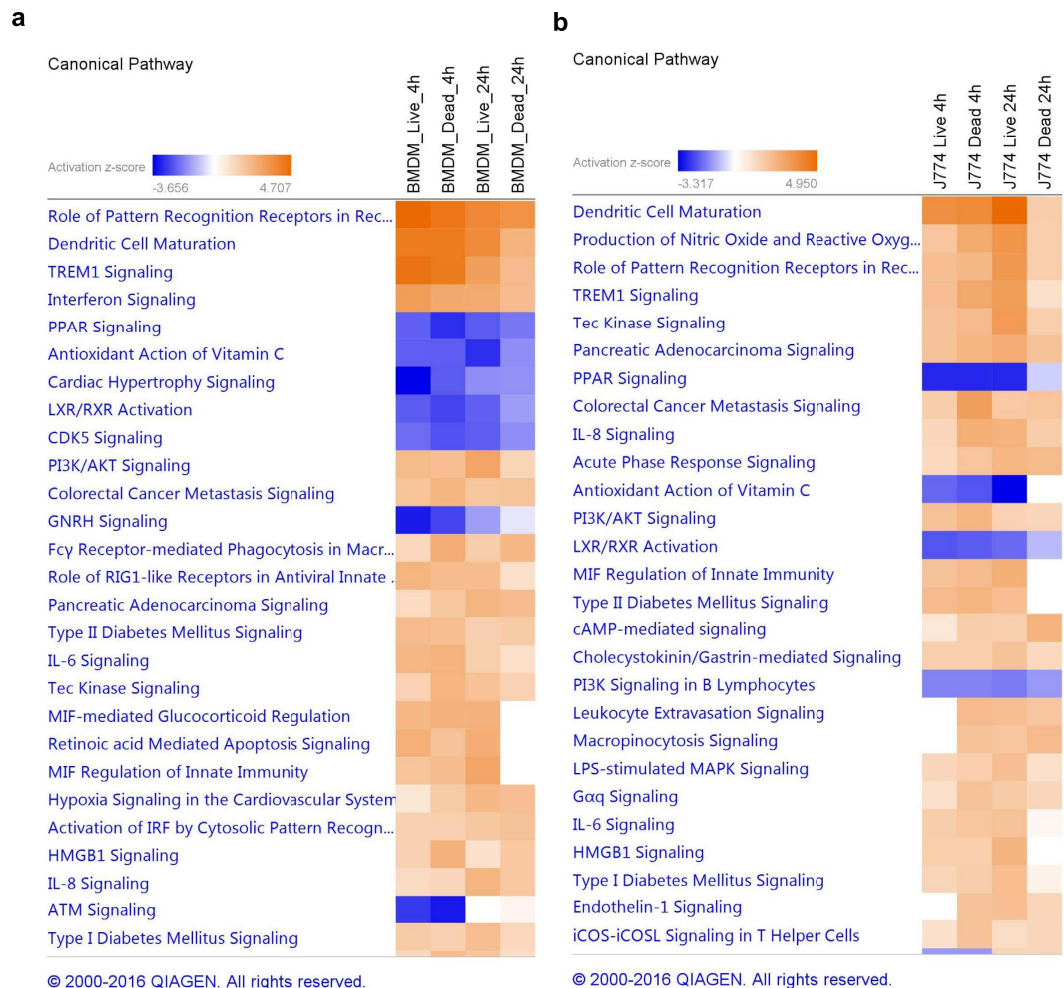 a
Canonical Pathway
Activation z-score
-3.656 4.707
BMDM_Live_4h
BMDM_Dead_4h
BMDM_Live_24h
BMDM_Dead_24h
Role of Pattern Recognition Receptors in Rec...
Dendritic Cell Maturation
TREM1 Signaling
Interferon Signaling
PPAR Signaling
Antioxidant Action of Vitamin C
Cardiac Hypertrophy Signaling
LXR/RXR Activation
CDK5 Signaling
PI3K/AKT Signaling
Colorectal Cancer Metastasis Signaling
GNRH Signaling
Fcγ Receptor-mediated Phagocytosis in Macr...
Role of RIG1-like Receptors in Antiviral Innate .
Pancreatic Adenocarcinoma Signaling
Type II Diabetes Mellitus Signaling
IL-6 Signaling
Tec Kinase Signaling
MIF-mediated Glucocorticoid Regulation
Retinoic acid Mediated Apoptosis Signaling
MIF Regulation of Innate Immunity
Hypoxia Signaling in the Cardiovascular System
Activation of IRF by Cytosolic Pattern Recogn...
HMGB1 Signaling
IL-8 Signaling
ATM Signaling
Type I Diabetes Mellitus Signaling
© 2000-2016 QIAGEN. All rights reserved.
b
Canonical Pathway
Activation z-score
-3.317 4.950
J774 Live 4h
J774 Dead 4h
J774 Live 24h
J774 Dead 24h
Dendritic Cell Maturation
Production of Nitric Oxide and Reactive Oxyg...
Role of Pattern Recognition Receptors in Rec...
TREM1 Signaling
Tec Kinase Signaling
Pancreatic Adenocarcinoma Signaling
PPAR Signaling
Colorectal Cancer Metastasis Signaling
IL-8 Signaling
Acute Phase Response Signaling
Antioxidant Action of Vitamin C
PI3K/AKT Signaling
LXR/RXR Activation
MIF Regulation of Innate Immunity
Type II Diabetes Mellitus Signaling
cAMP-mediated signaling
Cholecystokinin/Gastrin-mediated Signaling
PI3K Signaling in B Lymphocytes
Leukocyte Extravasation Signaling
Macropinocytosis Signaling
LPS-stimulated MAPK Signaling
Gαq Signaling
IL-6 Signaling
HMGB1 Signaling
Type I Diabetes Mellitus Signaling
Endothelin-1 Signaling
iCOS-iCOSL Signaling in T Helper Cells
© 2000-2016 QIAGEN. All rights reserved.